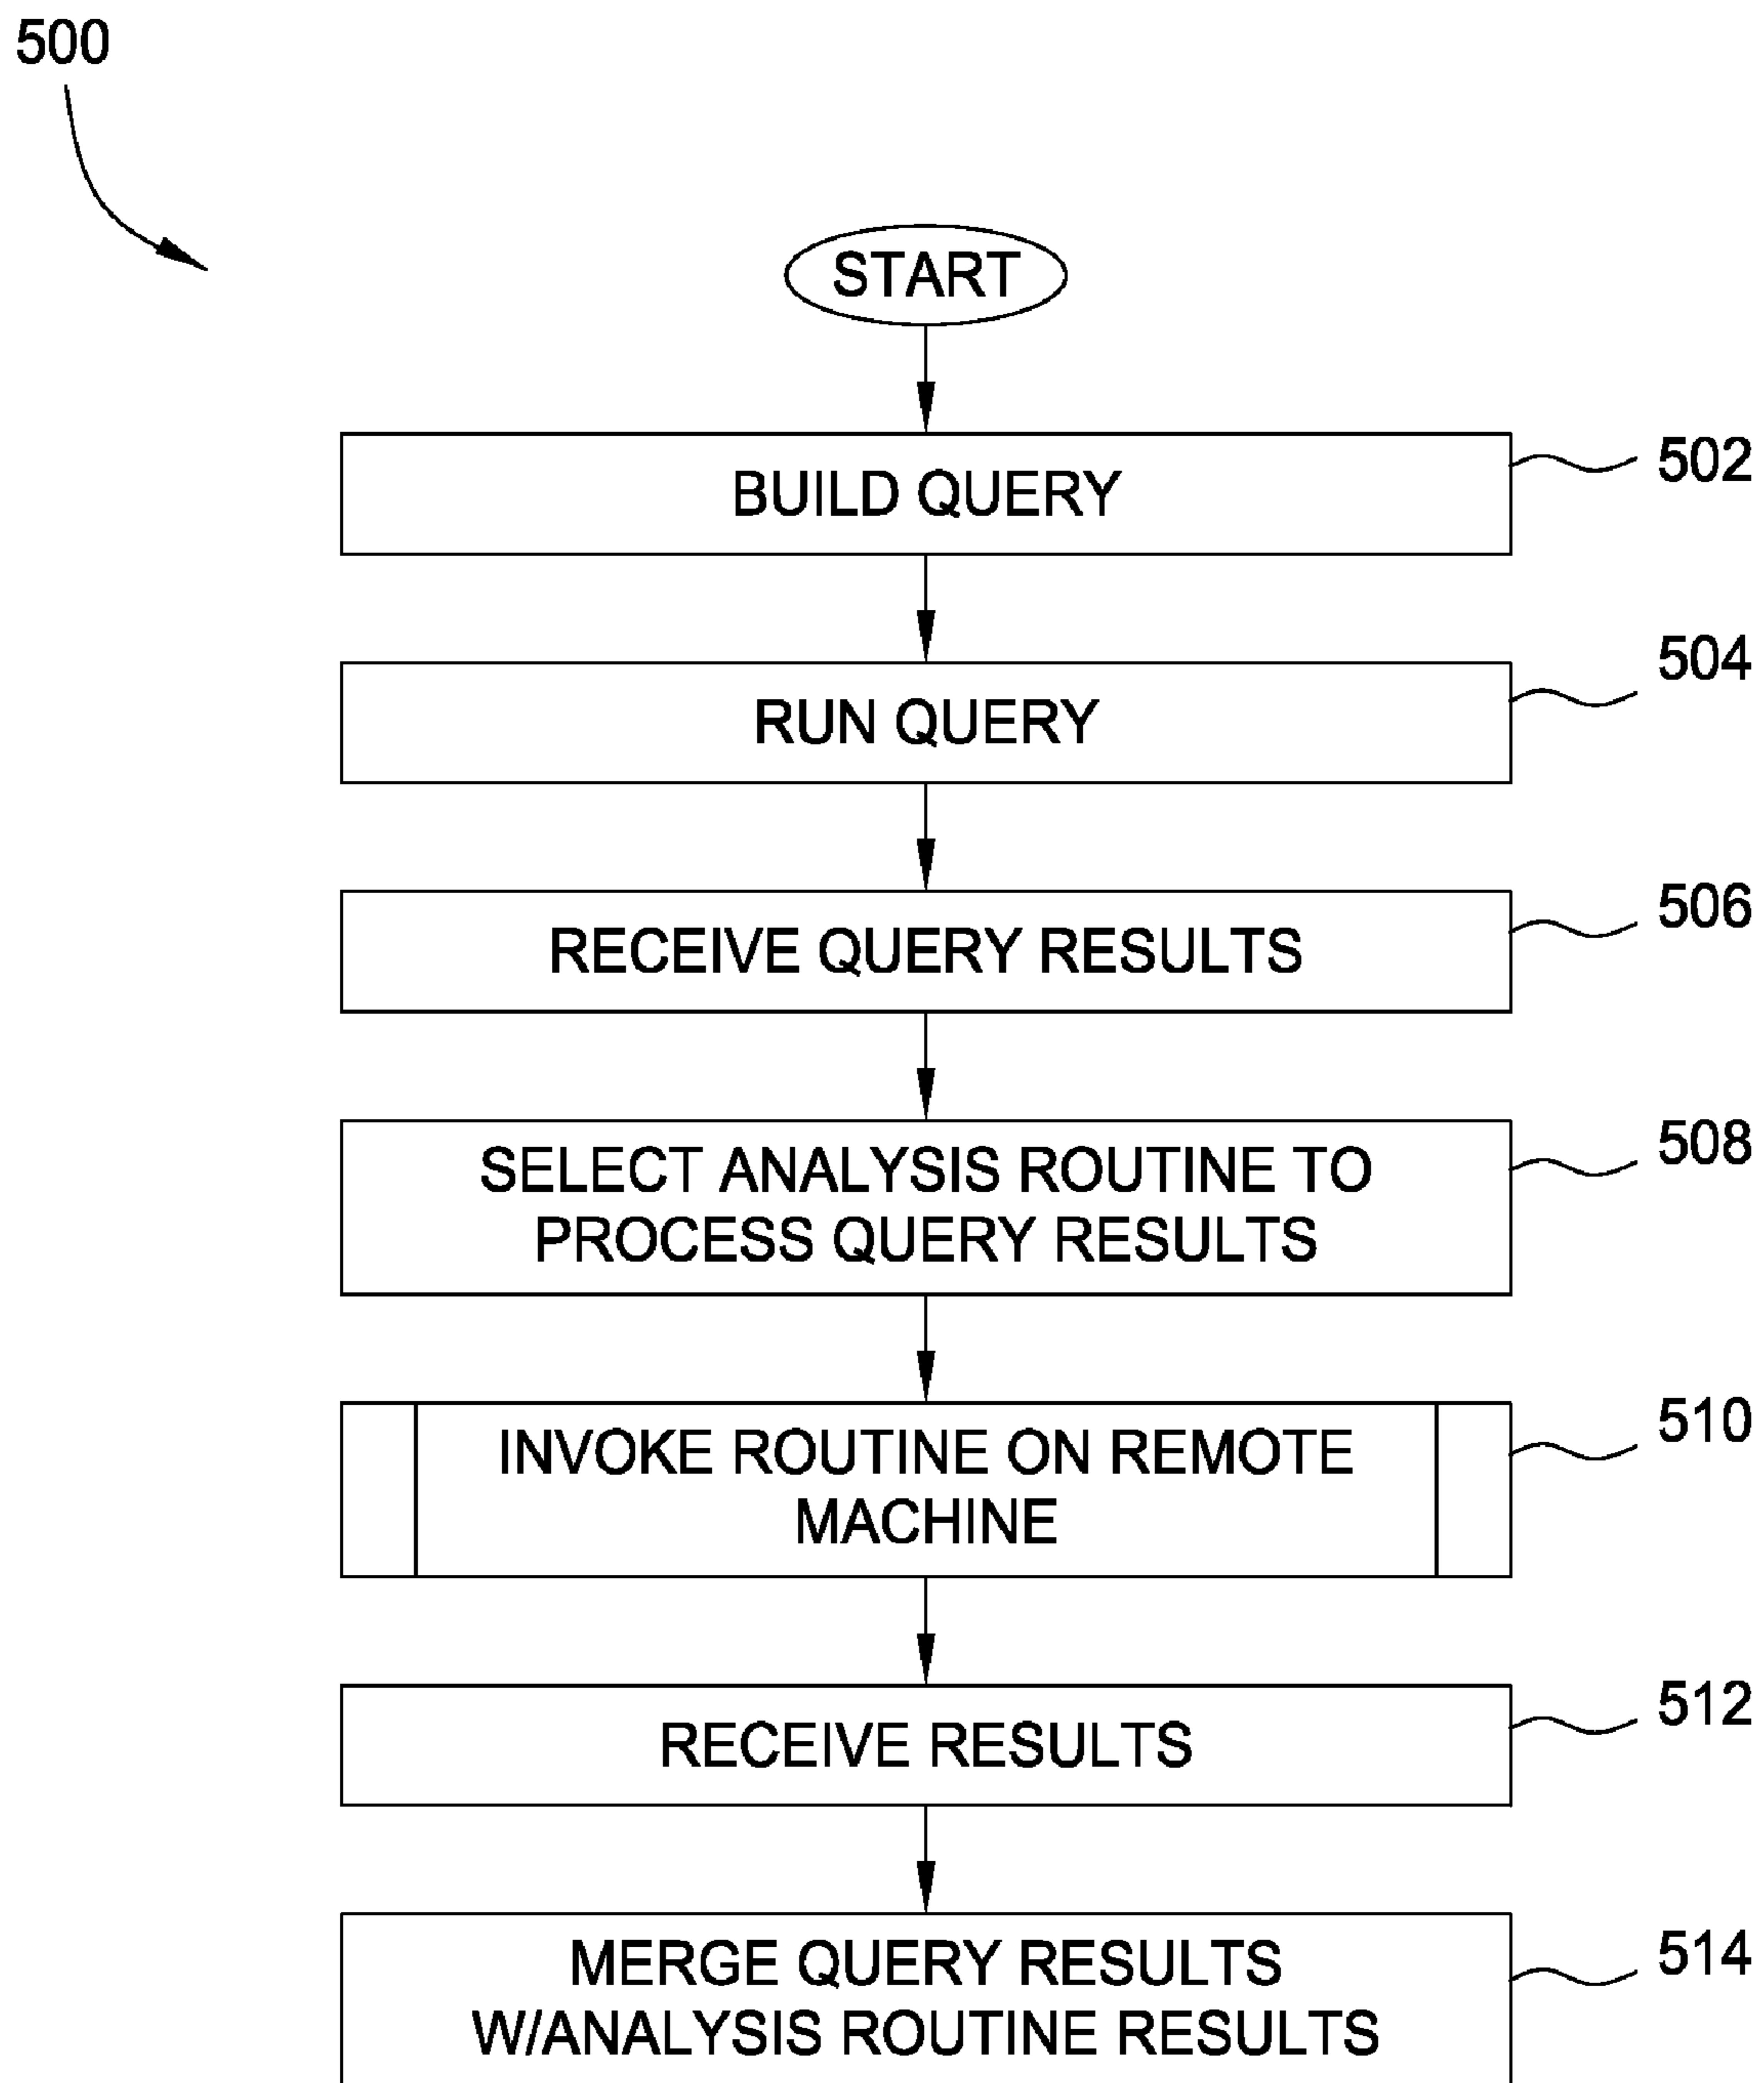 500
START
BUILD QUERY
502
RUN QUERY
504
RECEIVE QUERY RESULTS
506
SELECT ANALYSIS ROUTINE TO
PROCESS QUERY RESULTS
508
INVOKE ROUTINE ON REMOTE
MACHINE
510
RECEIVE RESULTS
512
MERGE QUERY RESULTS
W/ANALYSIS ROUTINE RESULTS
514